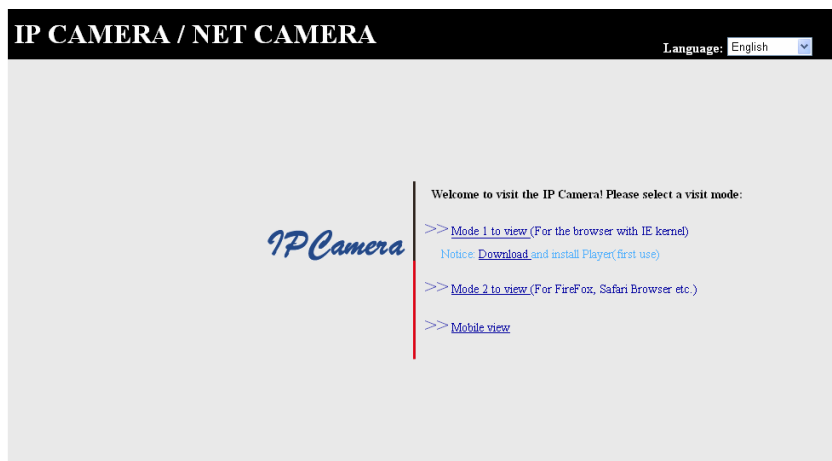 IP CAMERA / NET CAMERA
Language: English
Welcome to visit the IP Camera! Please select a visit mode:
>> Mode 1 to view (For the browser with IE kernel)
Notice: Download and install Player(first use)
IPCamera
>> Mode 2 to view (For FireFox, Safari Browser etc.)
>> Mobile view